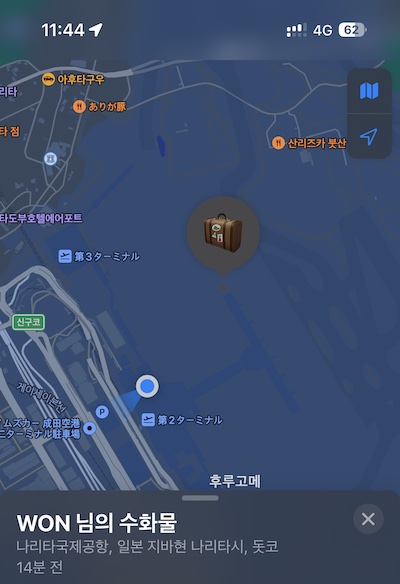 11:44
4G 62
아후타구우
리타
ありが豚
타 점
산리즈카 붓산
타도부호텔에어포트
第3ターミナル
신구코
게이세이본선
P
イムズカー 成田空港
ニターミナル駐車場
第2ターミナル
후루고메
WON 님의 수화물
나리타국제공항, 일본 지바현 나리타시, 돗코
14분 전